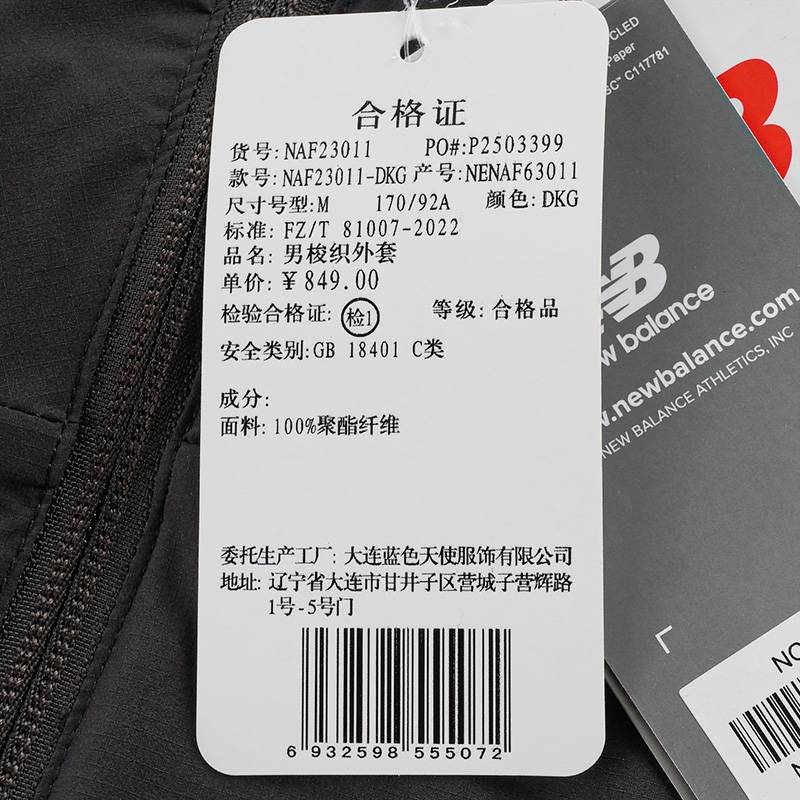 合格证
货号: NAF23011 PO#:P2503399
款号: NAF23011-DKG 产号: NENAF63011
尺寸号型: M 170/92A 颜色: DKG
标准: FZ/T 81007-2022
品名: 男梭织外套
单价: ¥849.00
检验合格证: 检1 等级: 合格品
安全类别:GB 18401 C类
成分:
面料: 100%聚酯纤维
委托生产工厂: 大连蓝色天使服饰有限公司
地址: 辽宁省大连市甘井子区营城子营辉路
1号-5号门
6 932598 555072
Paper
C117781
new balance
www.newbalance.com
NEW BALANCE ATHLETICS, INC